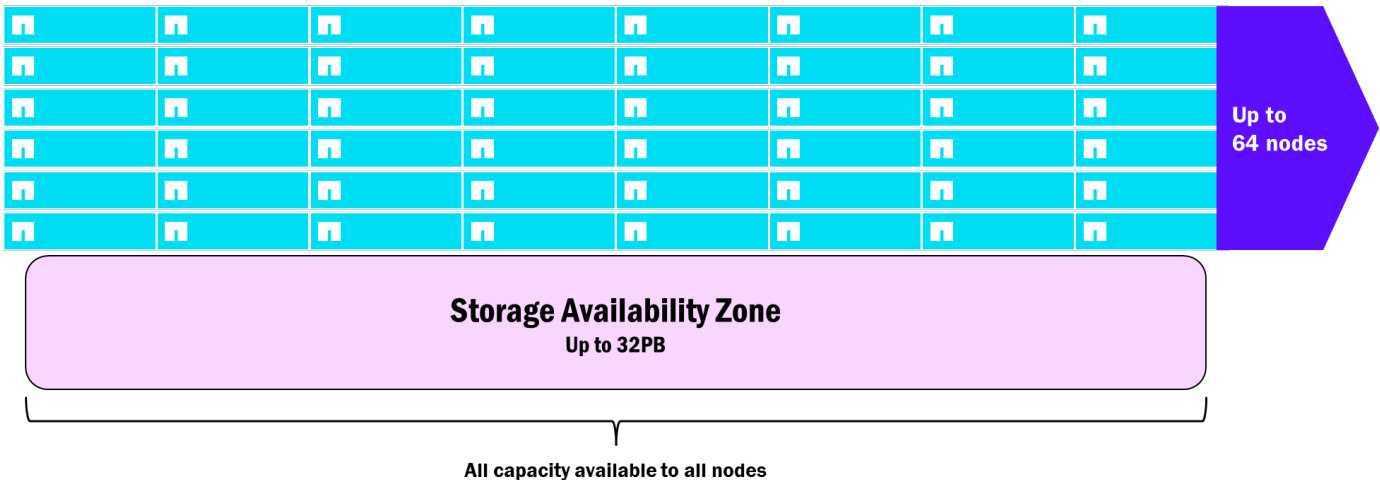 Up to
64 nodes
Storage Availability Zone
Up to 32PB
All capacity available to all nodes